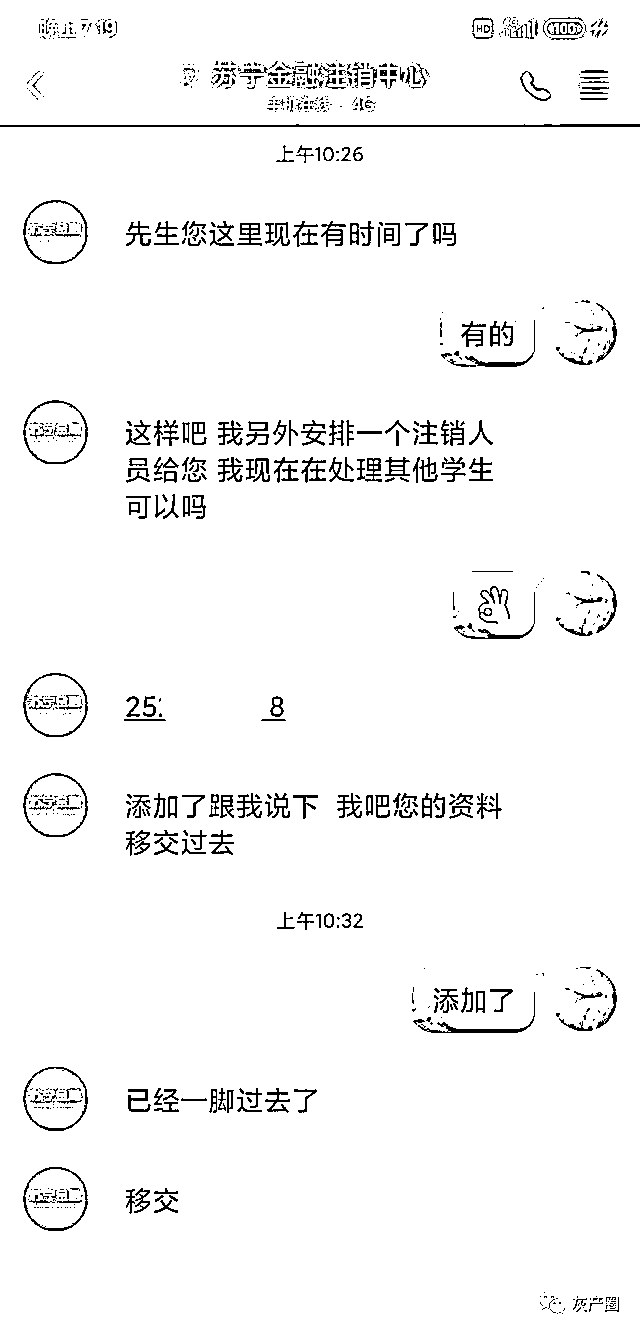 晚上7:19
HD
100
苏宁金融注销中心
手机在线 - 4G
上午10:26
先生您这里现在有时间了吗
有的
这样吧 我另外安排一个注销人
员给您 我现在在处理其他学生
可以吗
25
8
添加了跟我说下 我吧您的资料
移交过去
上午10:32
添加了
已经一脚过去了
移交
灰产圈